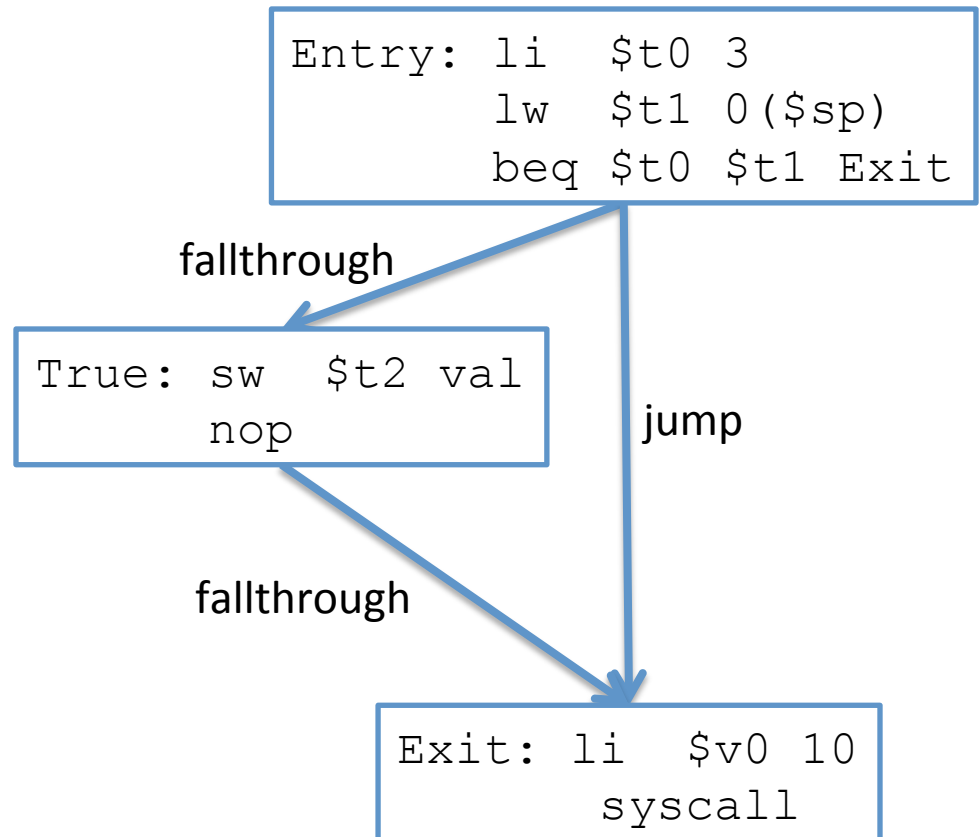 Entry: li $t0 3
lw $t1 0($sp)
beq $t0 $t1 Exit
fallthrough
True: sw $t2 val
nop
jump
fallthrough
Exit: li $v0 10
syscall